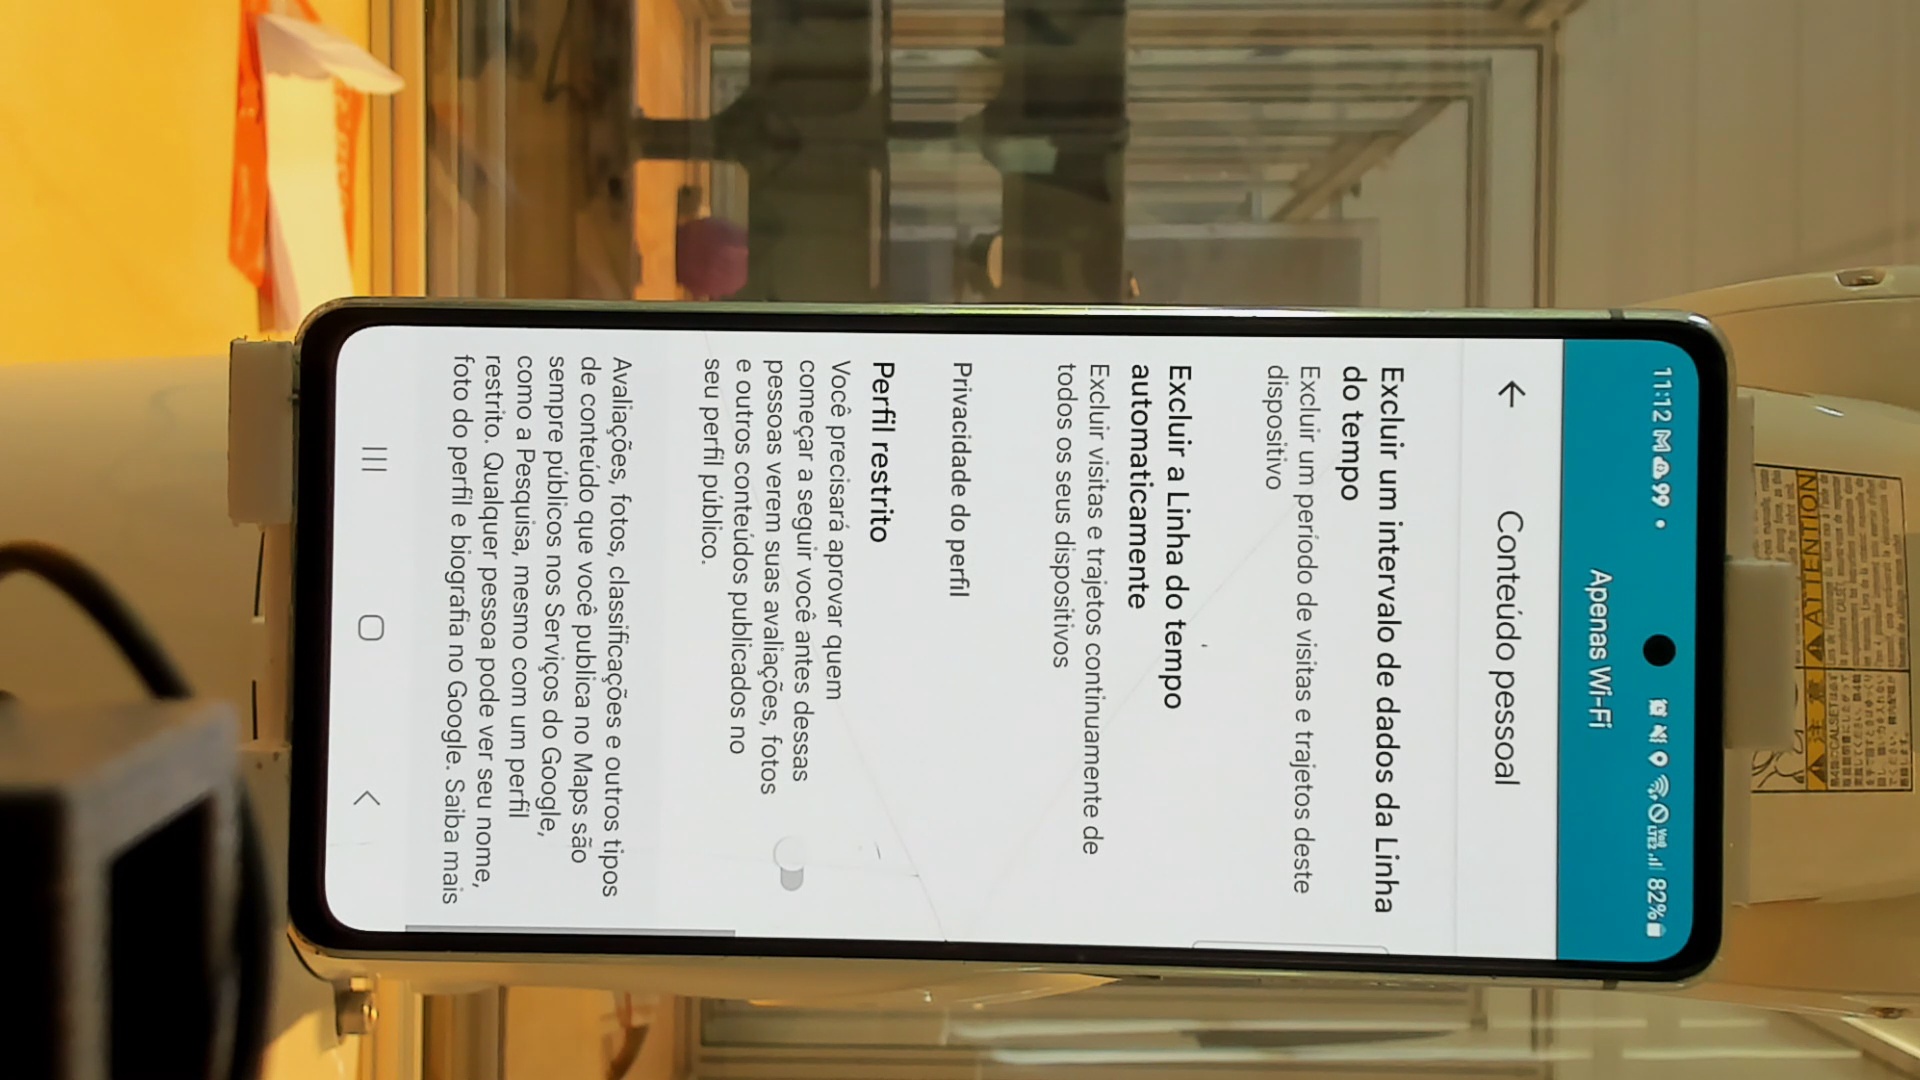 11:12
82%
Apenas Wi-Fi
Conteúdo pessoal
Excluir um intervalo de dados da Linha
do tempo
Excluir um período de visitas e trajetos deste
dispositivo
Excluir a Linha do tempo
automaticamente
Excluir visitas e trajetos continuamente de
todos os seus dispositivos
Privacidade do perfil
Perfil restrito
Você precisará aprovar quem
começar a seguir você antes dessas
pessoas verem suas avaliações, fotos
e outros conteúdos publicados no
seu perfil público.
Avaliações, fotos, classificações e outros tipos
de conteúdo que você publica no Maps são
sempre públicos nos Serviços do Google,
como a Pesquisa, mesmo com um perfil
restrito. Qualquer pessoa pode ver seu nome,
foto do perfil e biografia no Google. Saiba mais
ATTENTION